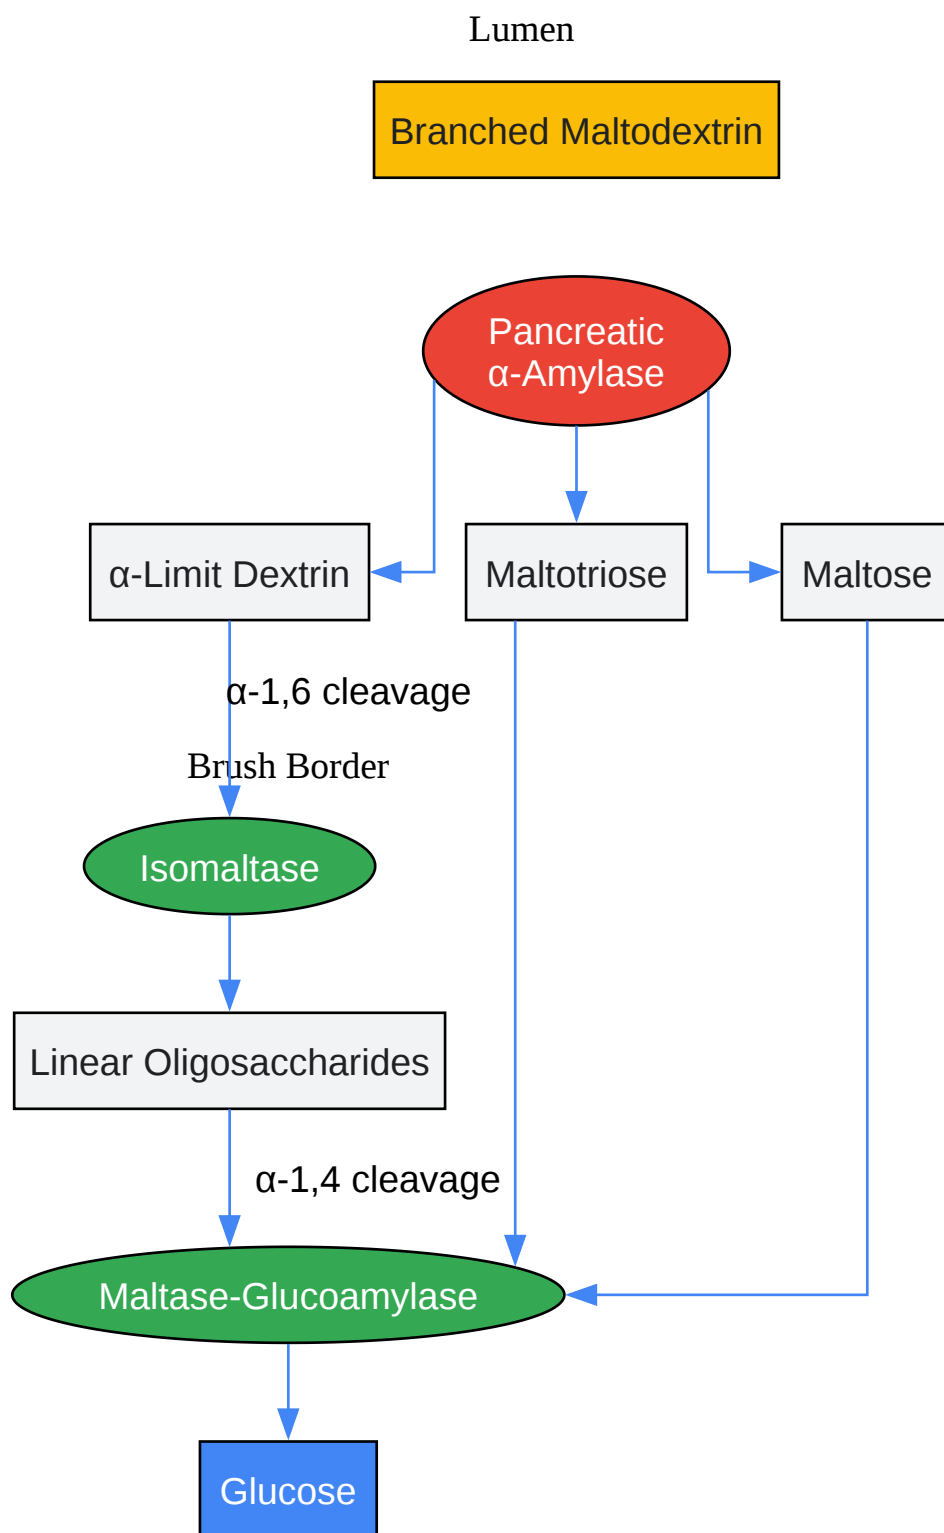 Lumen
Branched Maltodextrin
Pancreatic
α-Amylase
α-Limit Dextrin
Maltotriose
Maltose
α-1,6 cleavage
Brush Border
Isomaltase
Linear Oligosaccharides
α-1,4 cleavage
Maltase-Glucoamylase
Glucose